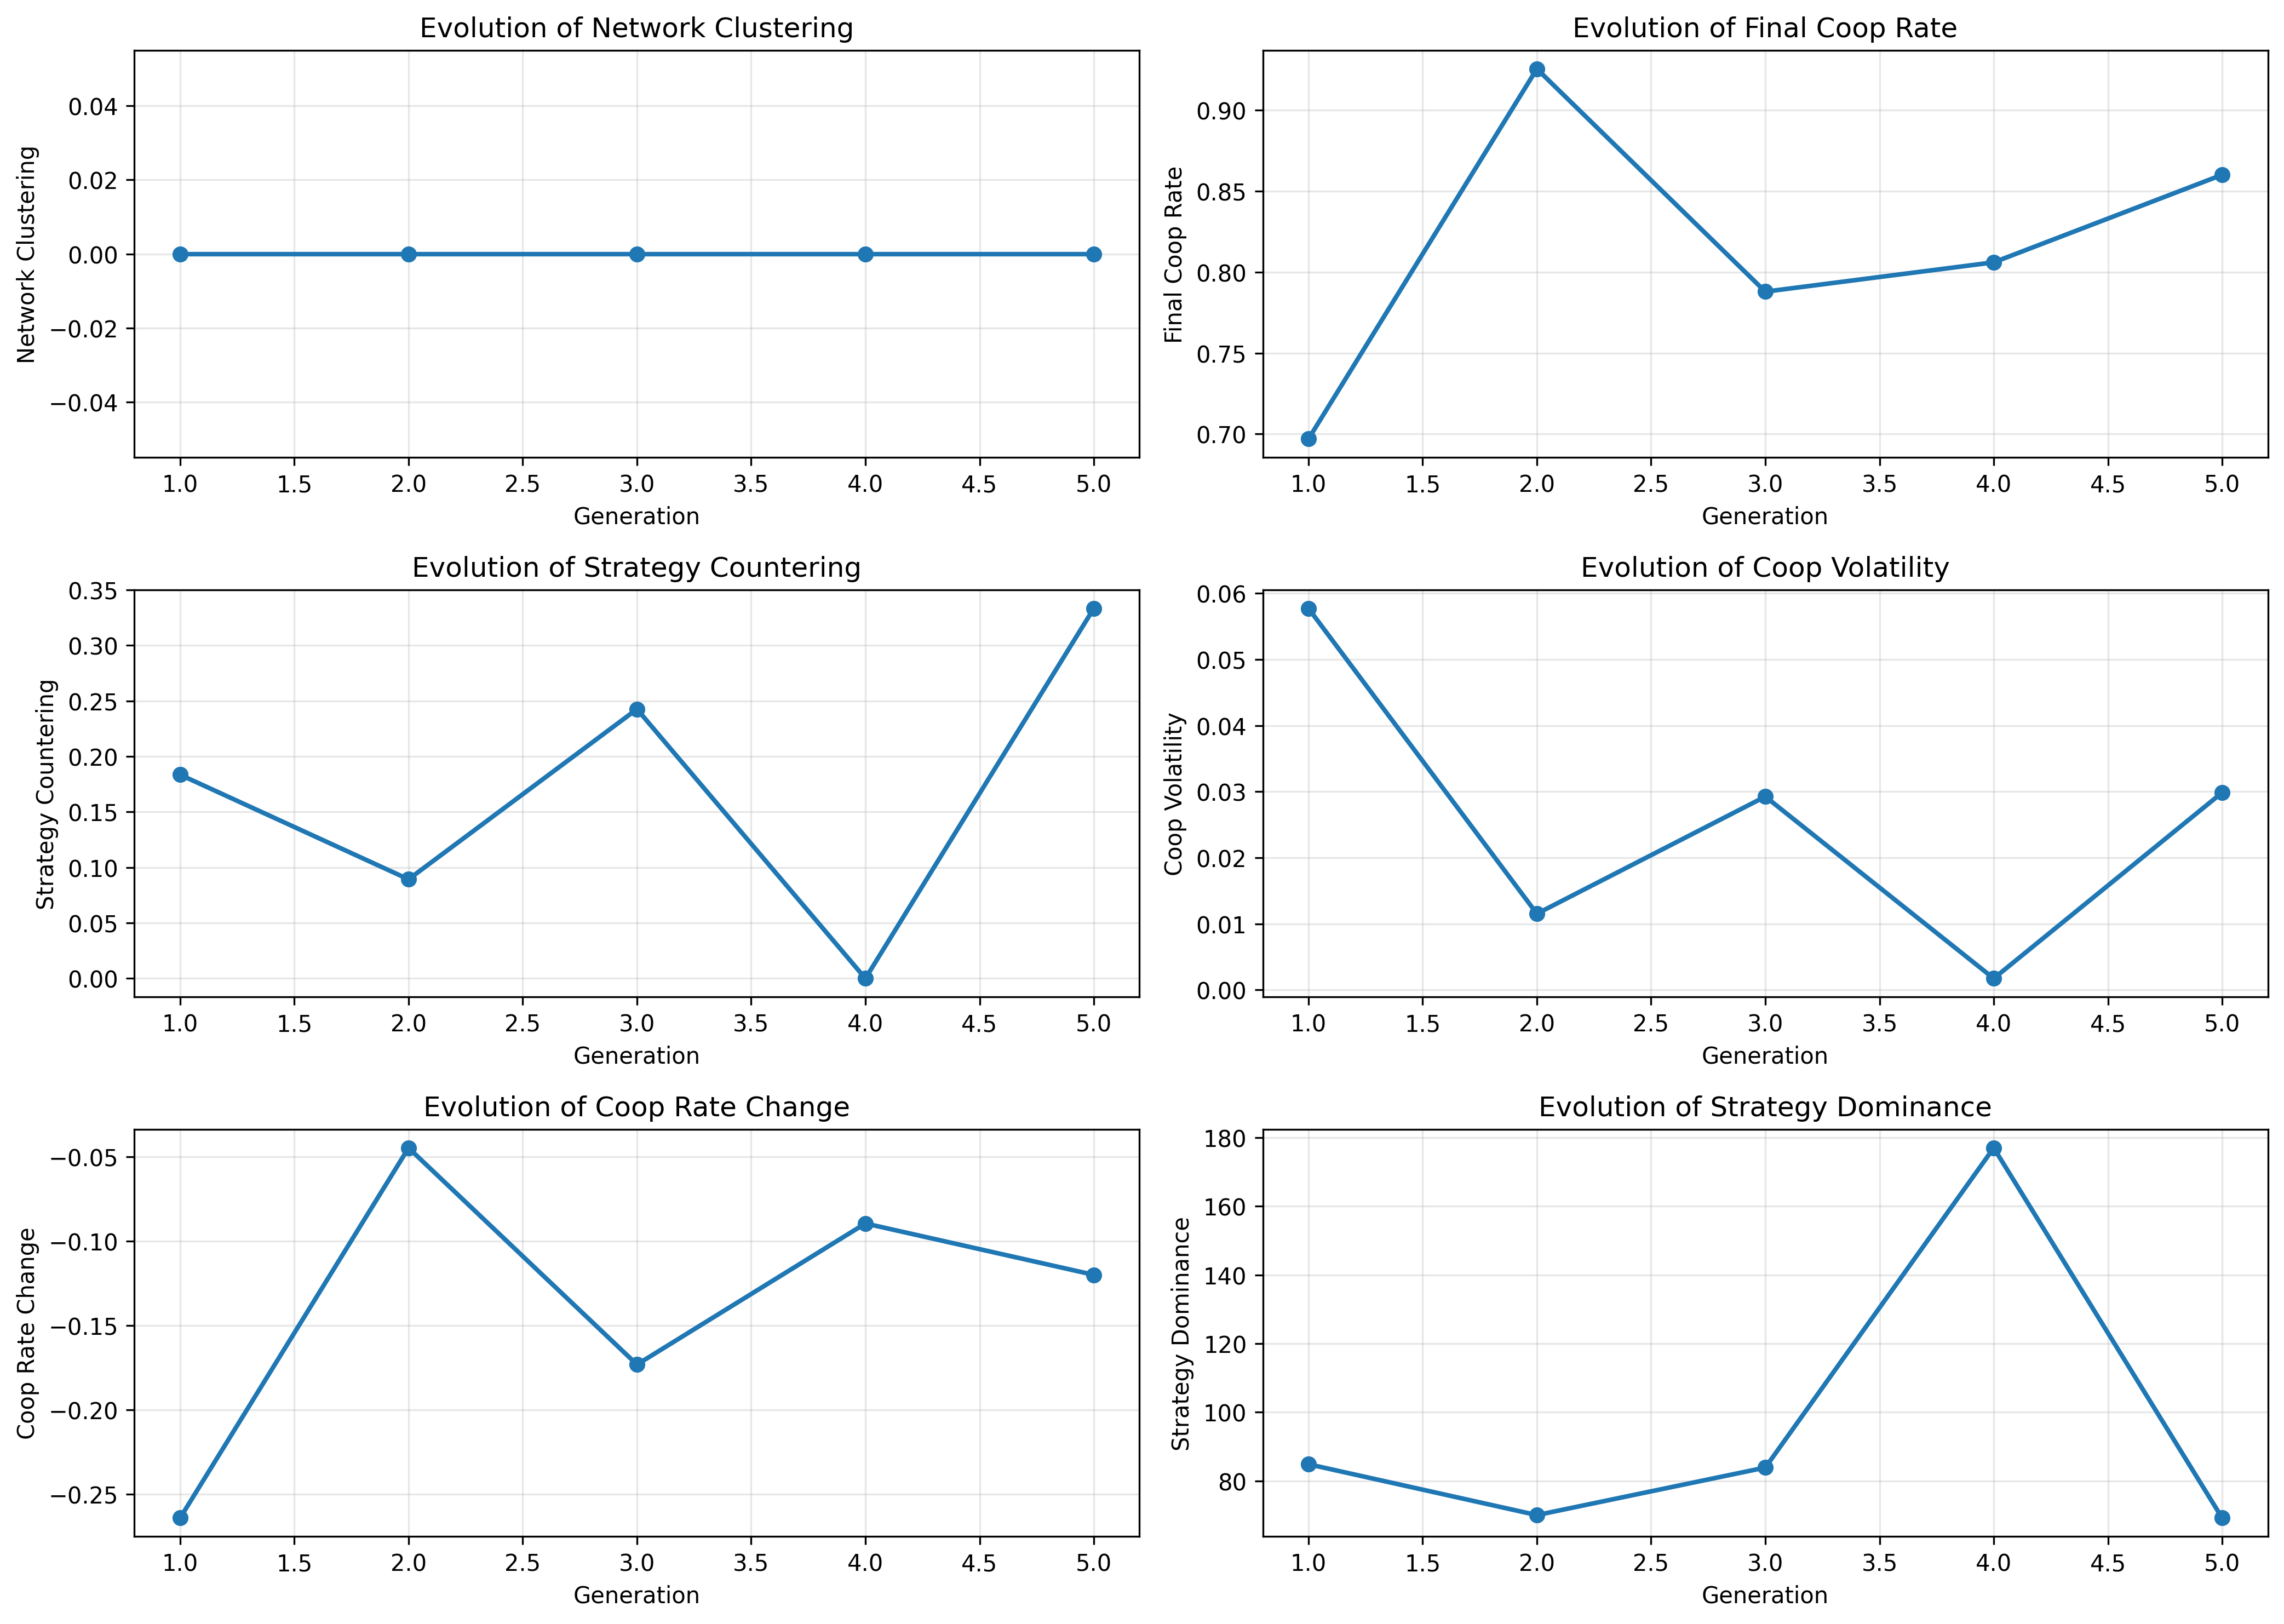 Evolution of Network Clustering
Network Clustering
0.04
0.02
0.00
−0.02
−0.04
1.0 1.5 2.0 2.5 3.0 3.5 4.0 4.5 5.0
Generation
Evolution of Final Coop Rate
Final Coop Rate
0.90
0.85
0.80
0.75
0.70
1.0 1.5 2.0 2.5 3.0 3.5 4.0 4.5 5.0
Generation
Evolution of Strategy Countering
Strategy Countering
0.35
0.30
0.25
0.20
0.15
0.10
0.05
0.00
1.0 1.5 2.0 2.5 3.0 3.5 4.0 4.5 5.0
Generation
Evolution of Coop Volatility
Coop Volatility
0.06
0.05
0.04
0.03
0.02
0.01
0.00
1.0 1.5 2.0 2.5 3.0 3.5 4.0 4.5 5.0
Generation
Evolution of Coop Rate Change
Coop Rate Change
−0.05
−0.10
−0.15
−0.20
−0.25
1.0 1.5 2.0 2.5 3.0 3.5 4.0 4.5 5.0
Generation
Evolution of Strategy Dominance
Strategy Dominance
180
160
140
120
100
80
1.0 1.5 2.0 2.5 3.0 3.5 4.0 4.5 5.0
Generation